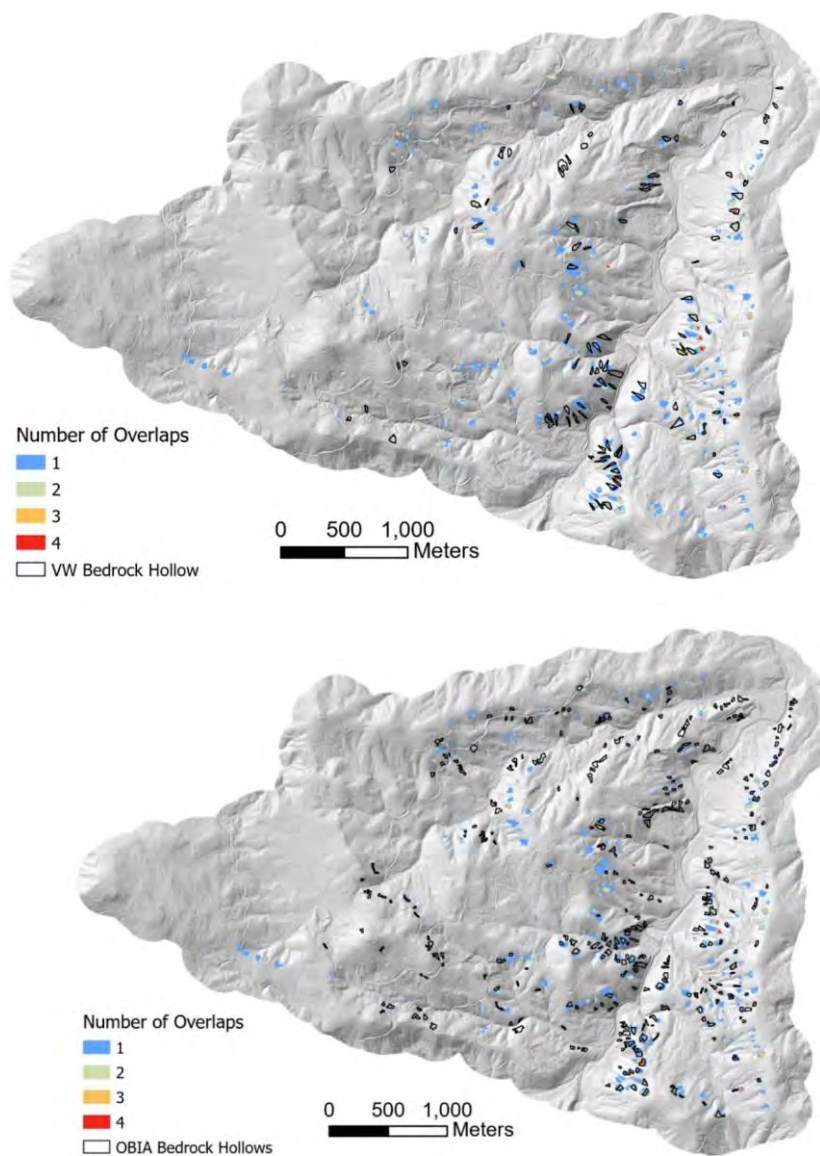 Number of Overlaps
1
2
3
4
VW Bedrock Hollow
0 500 1,000
Meters
Number of Overlaps
1
2
3
4
OBIA Bedrock Hollows
0 500 1,000
Meters